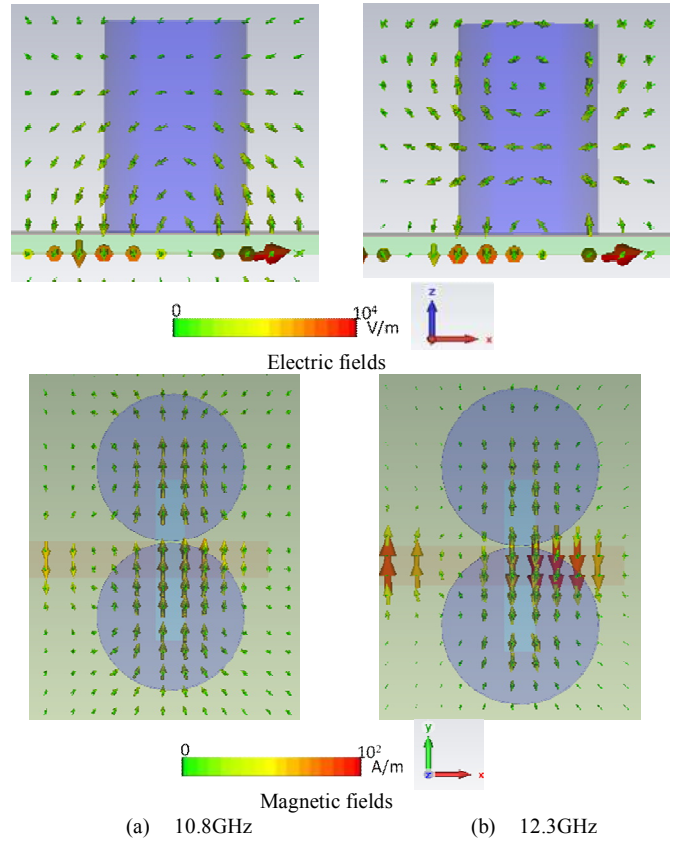 0
10⁴
V/m
z
x
Electric fields
0
10²
A/m
y
z
x
Magnetic fields
(a) 10.8GHz (b) 12.3GHz